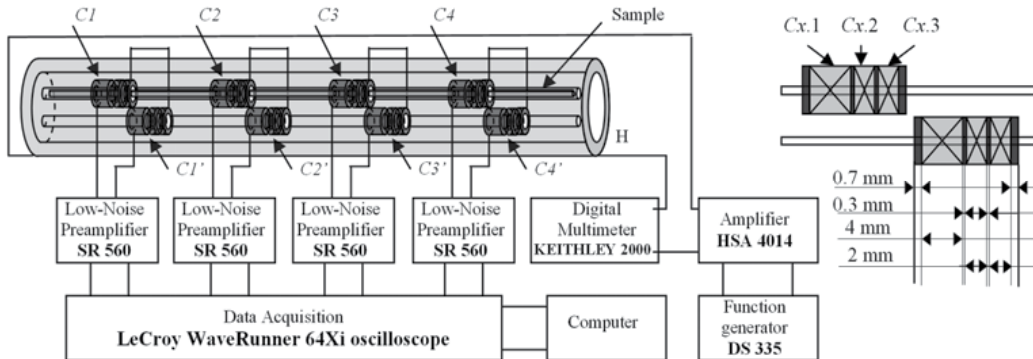 C1
C2
C3
C4
Sample
H
C1'
C2'
C3'
C4'
Low-Noise
Preamplifier
SR 560
Low-Noise
Preamplifier
SR 560
Low-Noise
Preamplifier
SR 560
Low-Noise
Preamplifier
SR 560
Digital
Multimeter
KEITHLEY 2000
Amplifier
HSA 4014
Data Acquisition
LeCroy WaveRunner 64Xi oscilloscope
Computer
Function
generator
DS 335
Cx.1
Cx.2
Cx.3
0.7 mm
0.3 mm
4 mm
2 mm